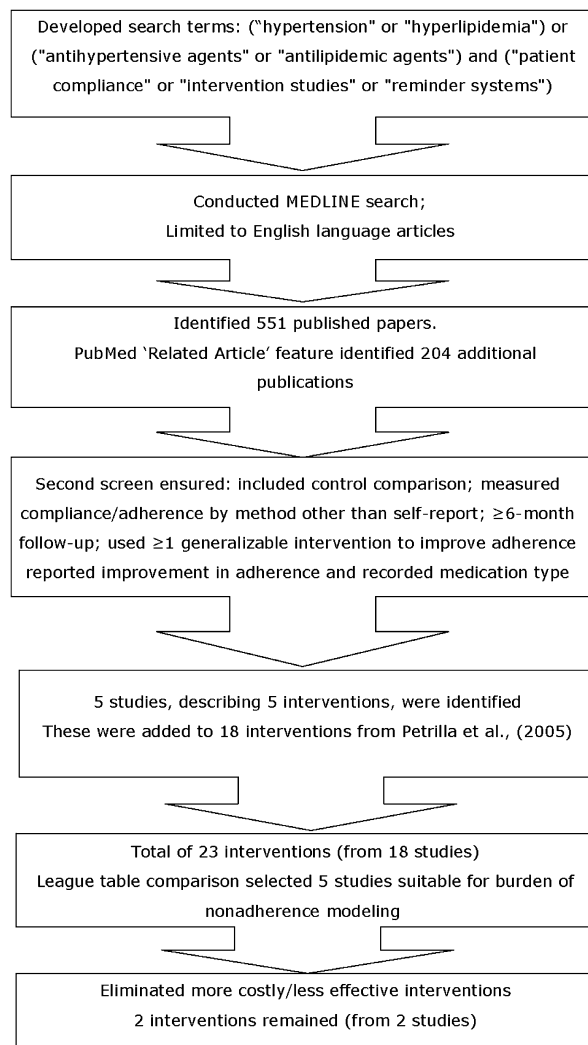 Developed search terms: ("hypertension" or "hyperlipidemia") or
("antihypertensive agents" or "antilipidemic agents") and ("patient
compliance" or "intervention studies" or "reminder systems")
Conducted MEDLINE search;
Limited to English language articles
Identified 551 published papers.
PubMed ‘Related Article’ feature identified 204 additional
publications
Second screen ensured: included control comparison; measured
compliance/adherence by method other than self-report; ≥6-month
follow-up; used ≥1 generalizable intervention to improve adherence
reported improvement in adherence and recorded medication type
5 studies, describing 5 interventions, were identified
These were added to 18 interventions from Petrilla et al., (2005)
Total of 23 interventions (from 18 studies)
League table comparison selected 5 studies suitable for burden of
nonadherence modeling
Eliminated more costly/less effective interventions
2 interventions remained (from 2 studies)